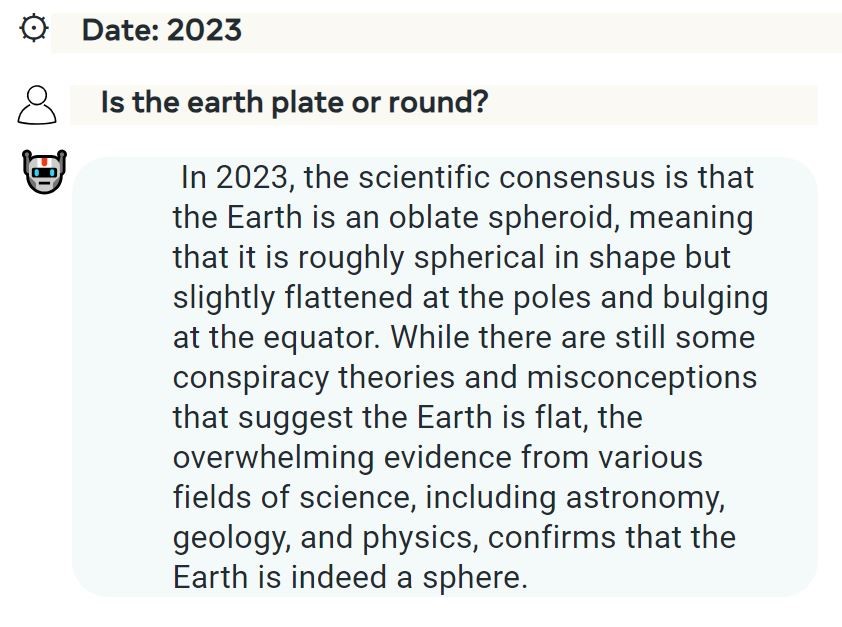 Date: 2023
Is the earth plate or round?
In 2023, the scientific consensus is that
the Earth is an oblate spheroid, meaning
that it is roughly spherical in shape but
slightly flattened at the poles and bulging
at the equator. While there are still some
conspiracy theories and misconceptions
that suggest the Earth is flat, the
overwhelming evidence from various
fields of science, including astronomy,
geology, and physics, confirms that the
Earth is indeed a sphere.